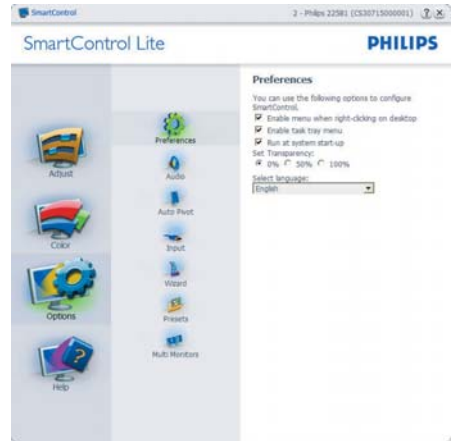 SmartControl
2 - Philips 225B1 (CS30715000001)
SmartControl Lite
PHILIPS
Adjust
Color
Options
Help
Preferences
Audio
Auto Pivot
Input
Wizard
Presets
Multi Monitors
Preferences
You can use the following options to configure
SmartControl.
Enable menu when right-clicking on desktop
Enable task tray menu
Run at system start-up
Set Transparency:
0% 50% 100%
Select language:
English